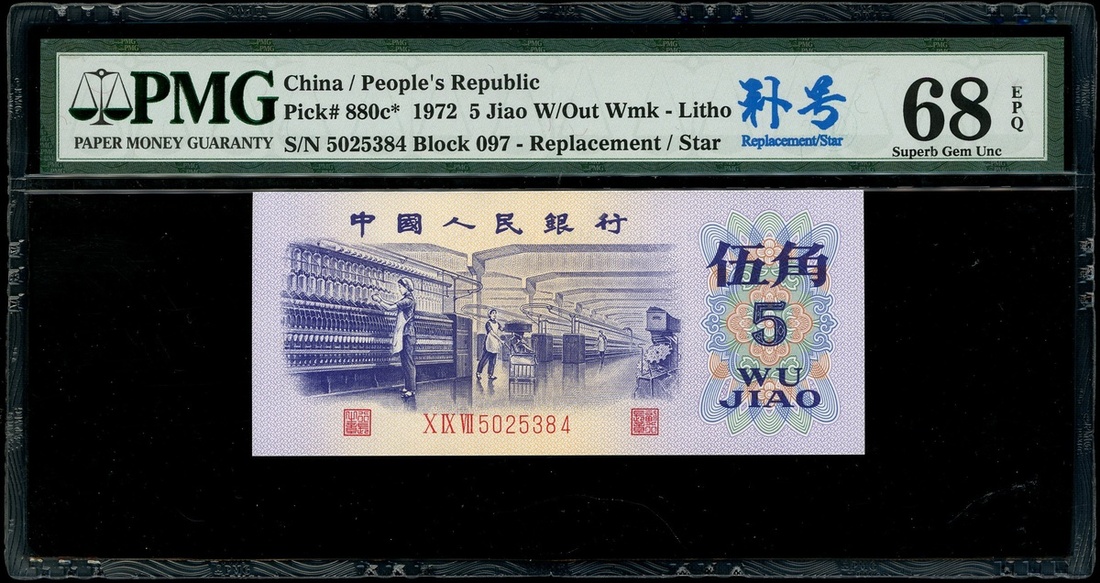 PMG
PAPER MONEY GUARANTY
China / People's Republic
Pick# 880c* 1972 5 Jiao W/Out Wmk - Litho
S/N 5025384 Block 097 - Replacement / Star
补号
Replacement/Star
68
EPQ
Superb Gem Unc
中國人民銀行
伍角
5
WU
JIAO
X IX VII 5025384